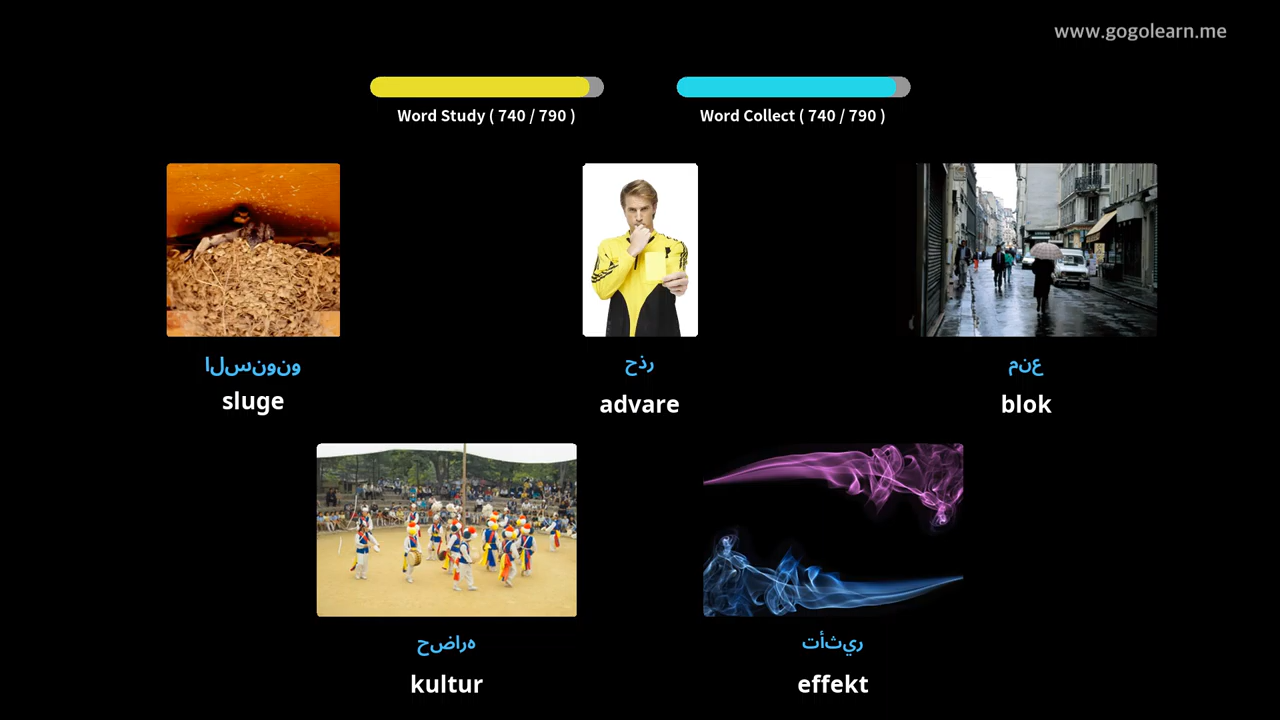 www.gogolearn.me
Word Study ( 740 / 790 )
Word Collect ( 740 / 790 )
السنونو
sluge
حذر
advare
منع
blok
حضاره
kultur
تأثير
effekt